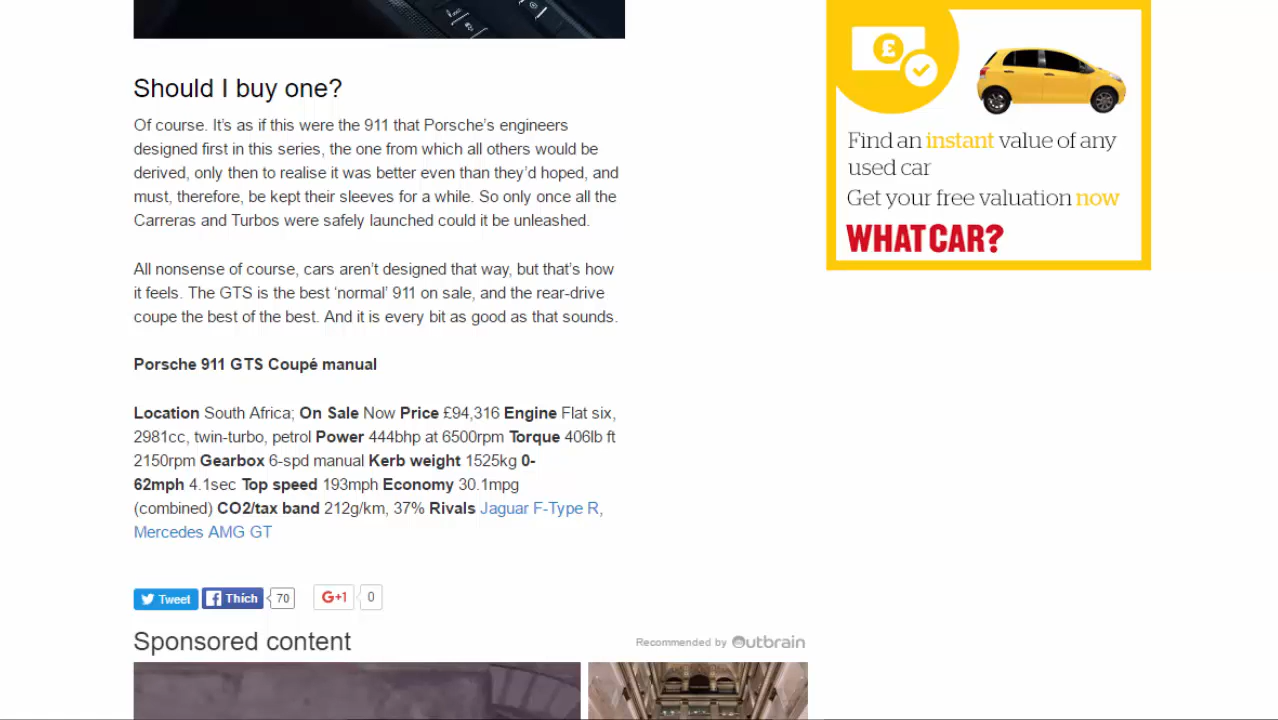 Should I buy one?
Of course. It’s as if this were the 911 that Porsche’s engineers
designed first in this series, the one from which all others would be
derived, only then to realise it was better even than they’d hoped, and
must, therefore, be kept their sleeves for a while. So only once all the
Carreras and Turbos were safely launched could it be unleashed.
All nonsense of course, cars aren’t designed that way, but that’s how
it feels. The GTS is the best ‘normal’ 911 on sale, and the rear-drive
coupe the best of the best. And it is every bit as good as that sounds.
Porsche 911 GTS Coupé manual
Location South Africa; On Sale Now Price £94,316 Engine Flat six,
2981cc, twin-turbo, petrol Power 444bhp at 6500rpm Torque 406lb ft
2150rpm Gearbox 6-spd manual Kerb weight 1525kg 0-
62mph 4.1sec Top speed 193mph Economy 30.1mpg
(combined) CO2/tax band 212g/km, 37% Rivals Jaguar F-Type R,
Mercedes AMG GT
Tweet Thích 70 G+1 0
Sponsored content
Recommended by Outbrain
£
Find an instant value of any
used car
Get your free valuation now
WHAT CAR?